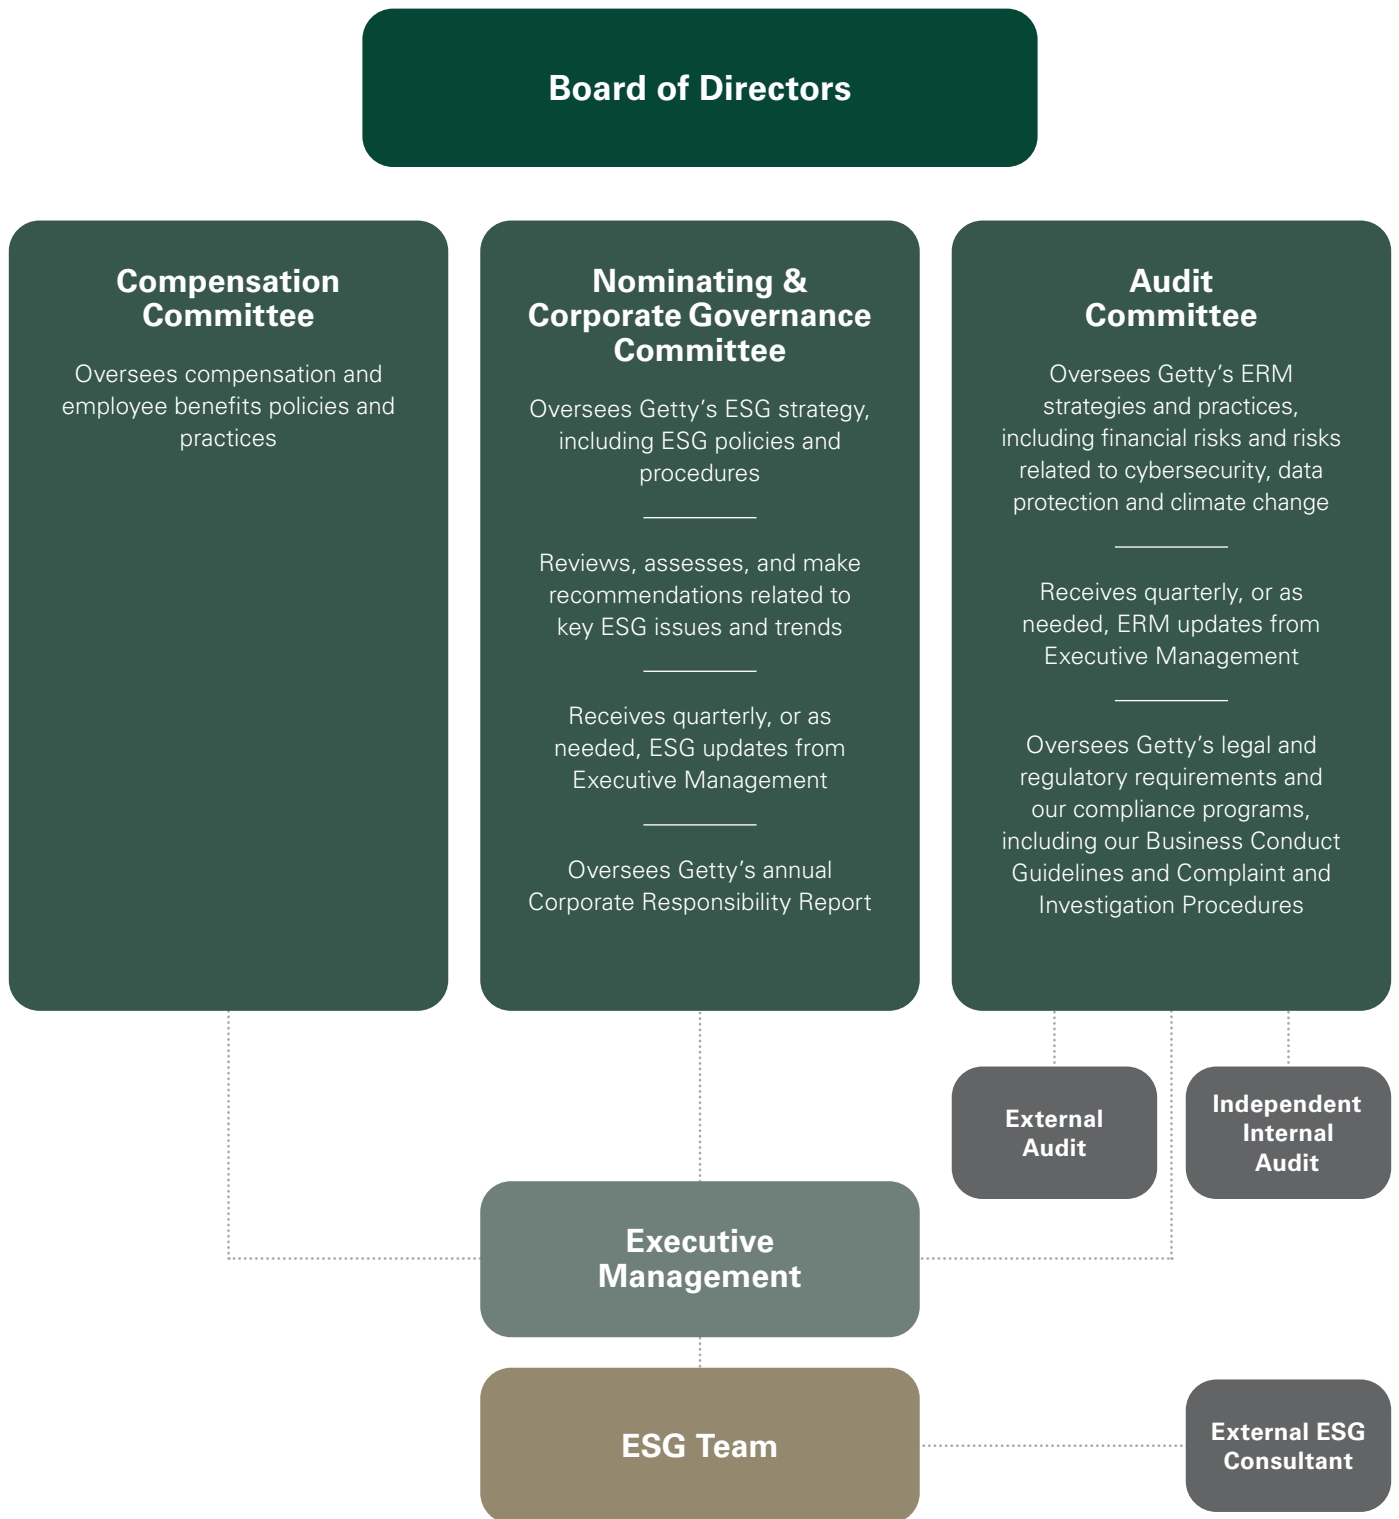 Board of Directors
Compensation
Committee
Oversees compensation and
employee benefits policies and
practices
Nominating &
Corporate Governance
Committee
Oversees Getty’s ESG strategy,
including ESG policies and
procedures
Reviews, assesses, and make
recommendations related to
key ESG issues and trends
Receives quarterly, or as
needed, ESG updates from
Executive Management
Oversees Getty’s annual
Corporate Responsibility Report
Audit
Committee
Oversees Getty’s ERM
strategies and practices,
including financial risks and risks
related to cybersecurity, data
protection and climate change
Receives quarterly, or as
needed, ERM updates from
Executive Management
Oversees Getty’s legal and
regulatory requirements and
our compliance programs,
including our Business Conduct
Guidelines and Complaint and
Investigation Procedures
External
Audit
Independent
Internal
Audit
Executive
Management
ESG Team
External ESG
Consultant